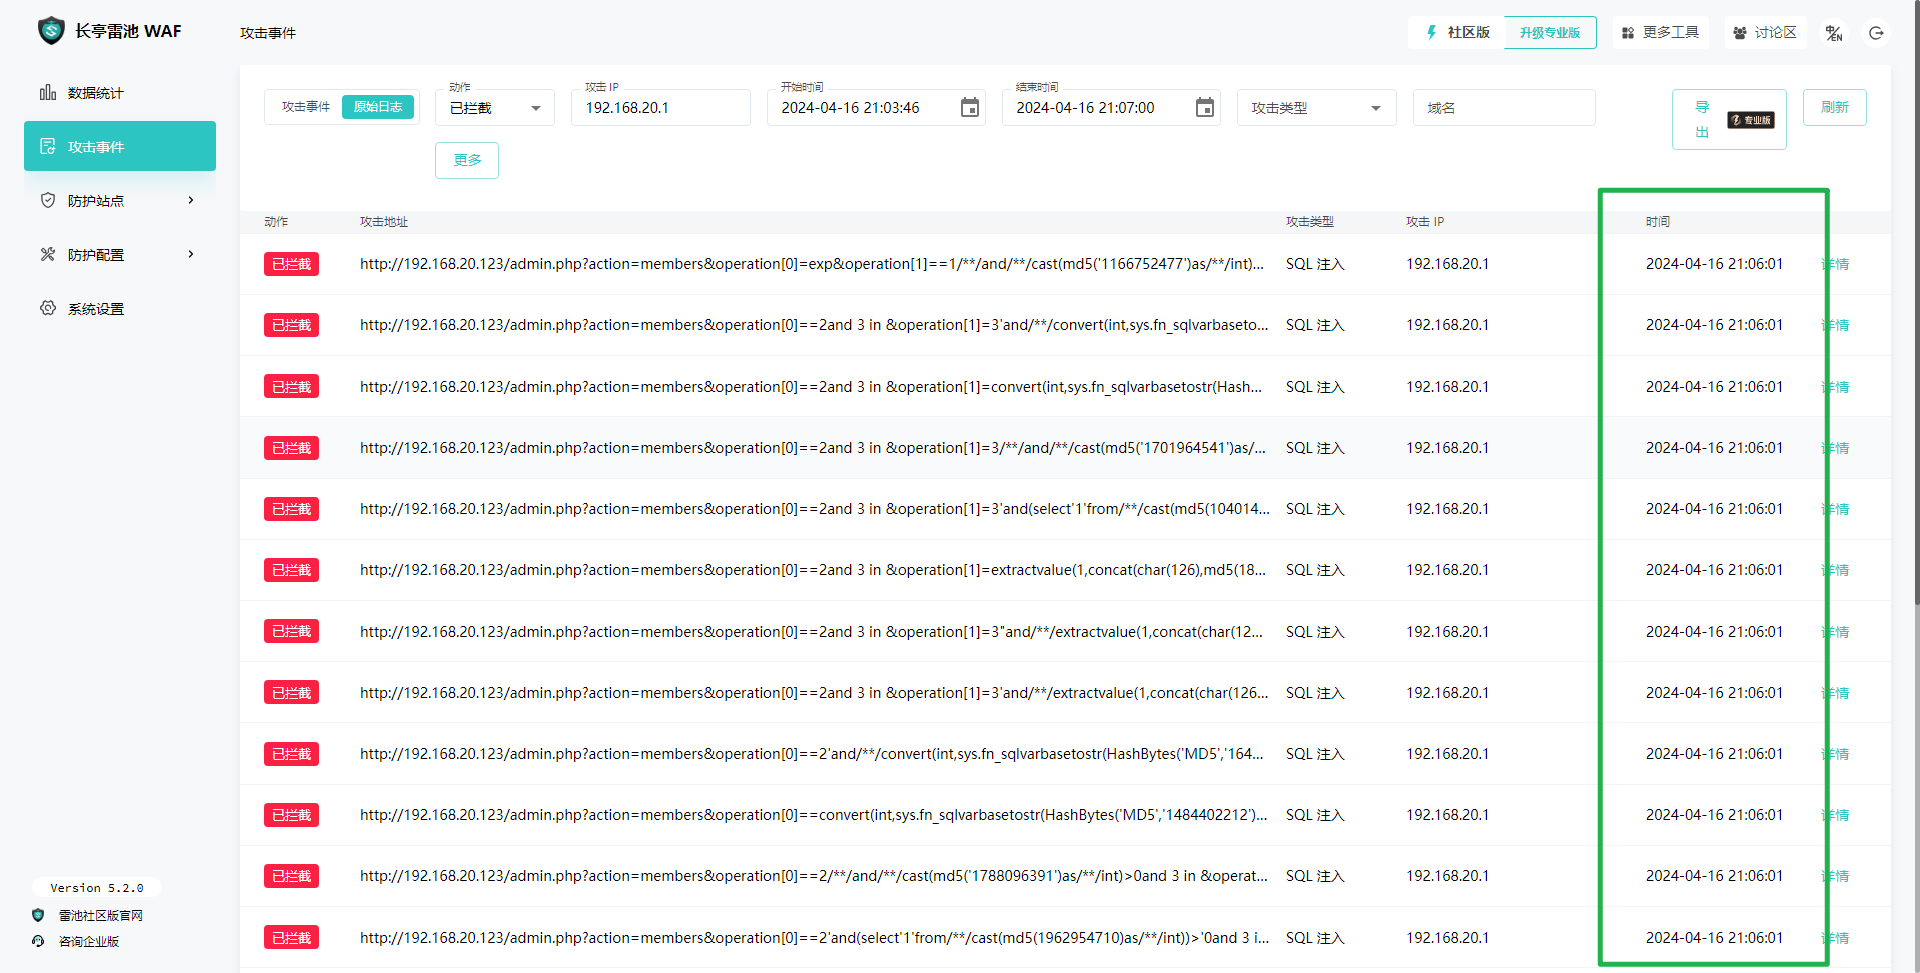 长亭雷池 WAF
攻击事件
社区版
升级专业版
更多工具
讨论区
中/EN
数据统计
攻击事件
防护站点
防护配置
系统设置
攻击事件
原始日志
动作
已拦截
攻击 IP
192.168.20.1
开始时间
2024-04-16 21:03:46
结束时间
2024-04-16 21:07:00
攻击类型
域名
导出
专业版
刷新
更多
动作 攻击地址 攻击类型 攻击 IP 时间
已拦截 http://192.168.20.123/admin.php?action=members&operation[0]=exp&operation[1]==1/**/and/**/cast(md5('1166752477')as/**/int)... SQL 注入 192.168.20.1 2024-04-16 21:06:01 详情
已拦截 http://192.168.20.123/admin.php?action=members&operation[0]==2and 3 in &operation[1]=3'and/**/convert(int,sys.fn_sqlvarbaseto... SQL 注入 192.168.20.1 2024-04-16 21:06:01 详情
已拦截 http://192.168.20.123/admin.php?action=members&operation[0]==2and 3 in &operation[1]=convert(int,sys.fn_sqlvarbasetostr(Hash... SQL 注入 192.168.20.1 2024-04-16 21:06:01 详情
已拦截 http://192.168.20.123/admin.php?action=members&operation[0]==2and 3 in &operation[1]=3/**/and/**/cast(md5('1701964541')as/... SQL 注入 192.168.20.1 2024-04-16 21:06:01 详情
已拦截 http://192.168.20.123/admin.php?action=members&operation[0]==2and 3 in &operation[1]=3'and(select'1'from/**/cast(md5(104014... SQL 注入 192.168.20.1 2024-04-16 21:06:01 详情
已拦截 http://192.168.20.123/admin.php?action=members&operation[0]==2and 3 in &operation[1]=extractvalue(1,concat(char(126),md5(18... SQL 注入 192.168.20.1 2024-04-16 21:06:01 详情
已拦截 http://192.168.20.123/admin.php?action=members&operation[0]==2and 3 in &operation[1]=3"and/**/extractvalue(1,concat(char(12... SQL 注入 192.168.20.1 2024-04-16 21:06:01 详情
已拦截 http://192.168.20.123/admin.php?action=members&operation[0]==2and 3 in &operation[1]=3'and/**/extractvalue(1,concat(char(126... SQL 注入 192.168.20.1 2024-04-16 21:06:01 详情
已拦截 http://192.168.20.123/admin.php?action=members&operation[0]==2'and/**/convert(int,sys.fn_sqlvarbasetostr(HashBytes('MD5','164... SQL 注入 192.168.20.1 2024-04-16 21:06:01 详情
已拦截 http://192.168.20.123/admin.php?action=members&operation[0]==convert(int,sys.fn_sqlvarbasetostr(HashBytes('MD5','1484402212')... SQL 注入 192.168.20.1 2024-04-16 21:06:01 详情
已拦截 http://192.168.20.123/admin.php?action=members&operation[0]==2/**/and/**/cast(md5('1788096391')as/**/int)>0and 3 in &operat... SQL 注入 192.168.20.1 2024-04-16 21:06:01 详情
已拦截 http://192.168.20.123/admin.php?action=members&operation[0]==2'and(select'1'from/**/cast(md5(1962954710)as/**/int))>'0and 3 i... SQL 注入 192.168.20.1 2024-04-16 21:06:01 详情
Version 5.2.0
雷池社区版官网
咨询企业版